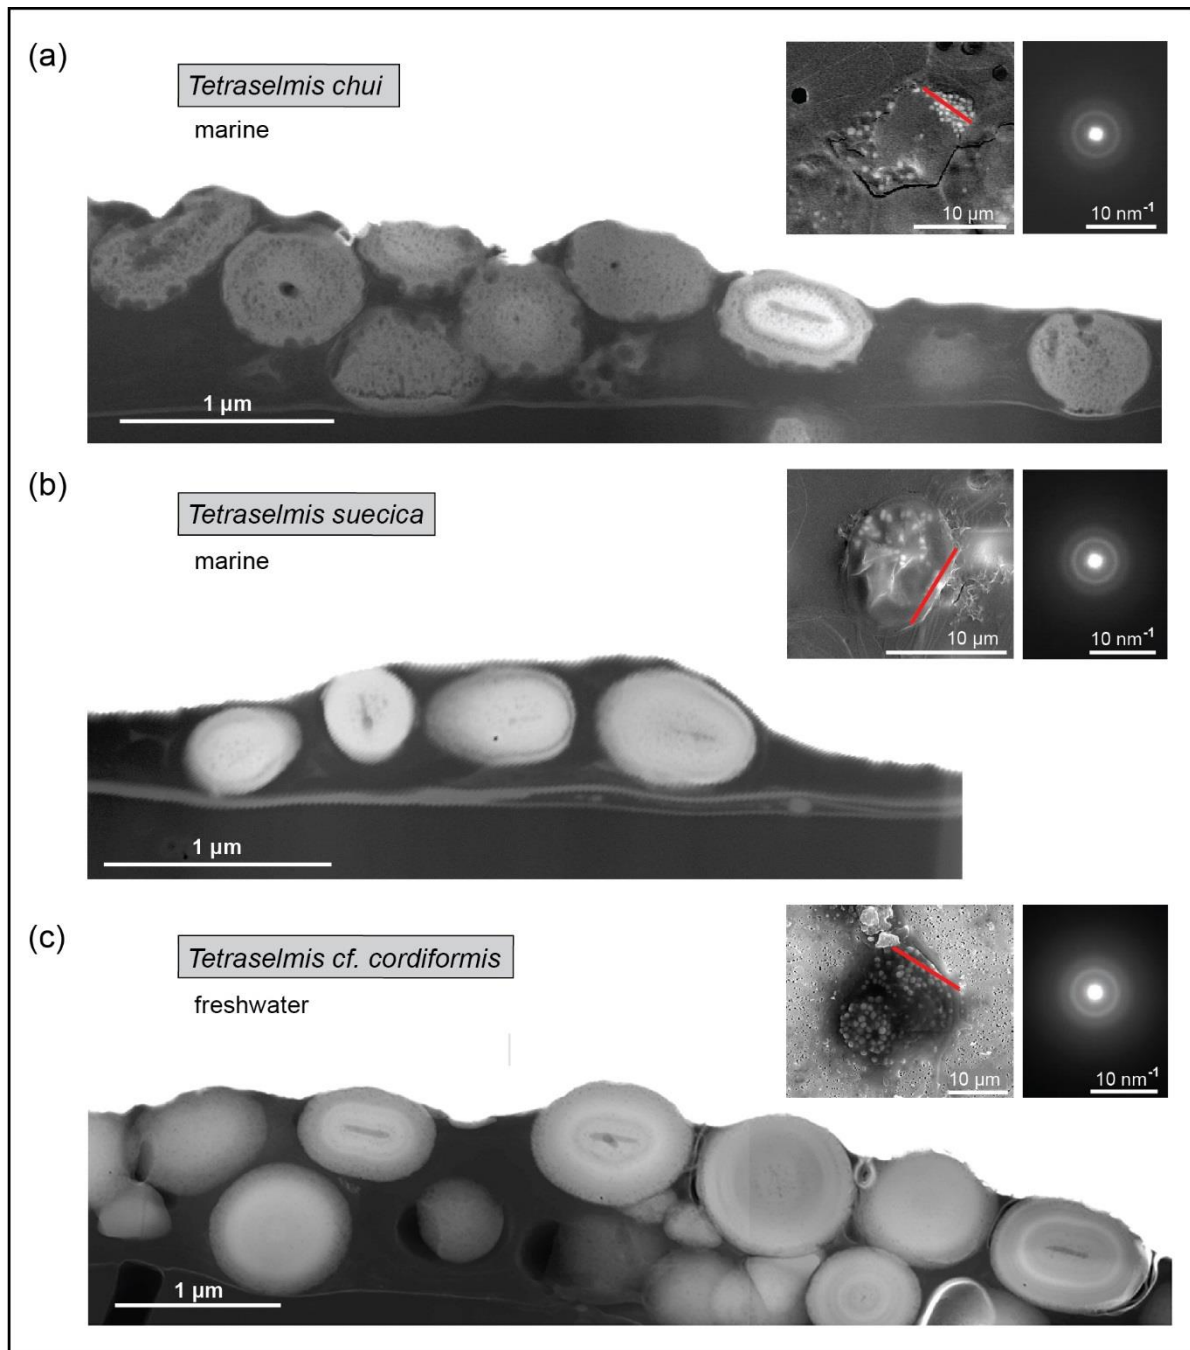 (a)
Tetraselmis chui
marine
10 µm
10 nm⁻¹
1 µm
(b)
Tetraselmis suecica
marine
10 µm
10 nm⁻¹
1 µm
(c)
Tetraselmis cf. cordiformis
freshwater
10 µm
10 nm⁻¹
1 µm